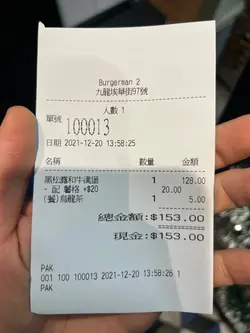 Burgerman 2
九龍埃華街97號
人數 1
單號 100013
日期 2021-12-20 13:58:25
名稱 數量 金額
黑松露和牛漢堡 1 128.00
- 配 薯格 +$20 20.00
(餐)烏龍茶 1 5.00
總金額:$153.00
現金:$153.00
PAK
001 100 100013 2021-12-20 13:58:26 1
PAK